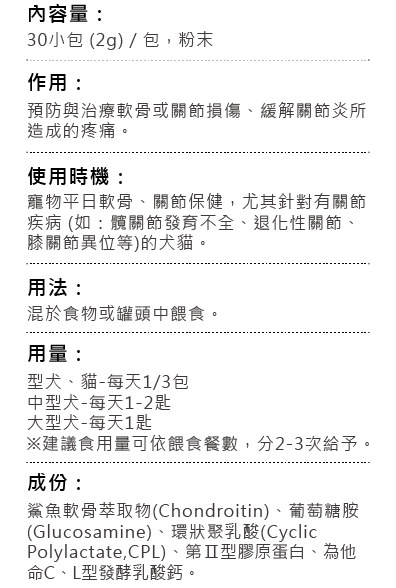 內容量：
30小包 (2g) / 包，粉末
作用：
預防與治療軟骨或關節損傷、緩解關節炎所
造成的疼痛。
使用時機：
寵物平日軟骨、關節保健，尤其針對有關節
疾病 (如：髖關節發育不全、退化性關節、
膝關節異位等)的犬貓。
用法：
混於食物或罐頭中餵食。
用量：
型犬、貓-每天1/3包
中型犬-每天1-2匙
大型犬-每天1匙
※建議食用量可依餵食餐數，分2-3次給予。
成份：
鯊魚軟骨萃取物(Chondroitin)、葡萄糖胺
(Glucosamine)、環狀聚乳酸(Cyclic
Polylactate,CPL)、第Ⅱ型膠原蛋白、為他
命C、L型發酵乳酸鈣。